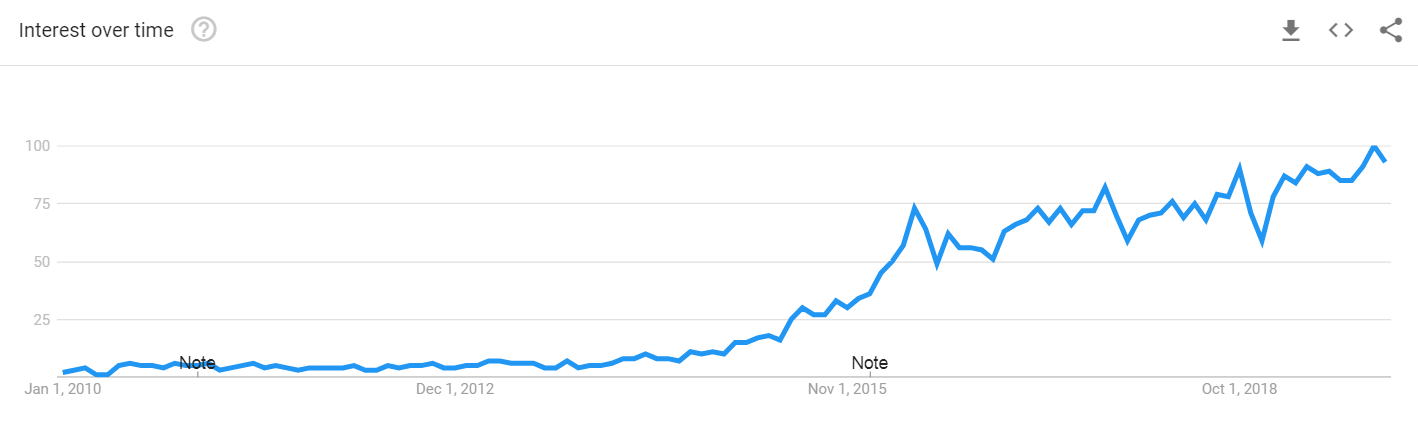 Interest over time
100
75
50
25
Note
Note
Jan 1, 2010
Dec 1, 2012
Nov 1, 2015
Oct 1, 2018